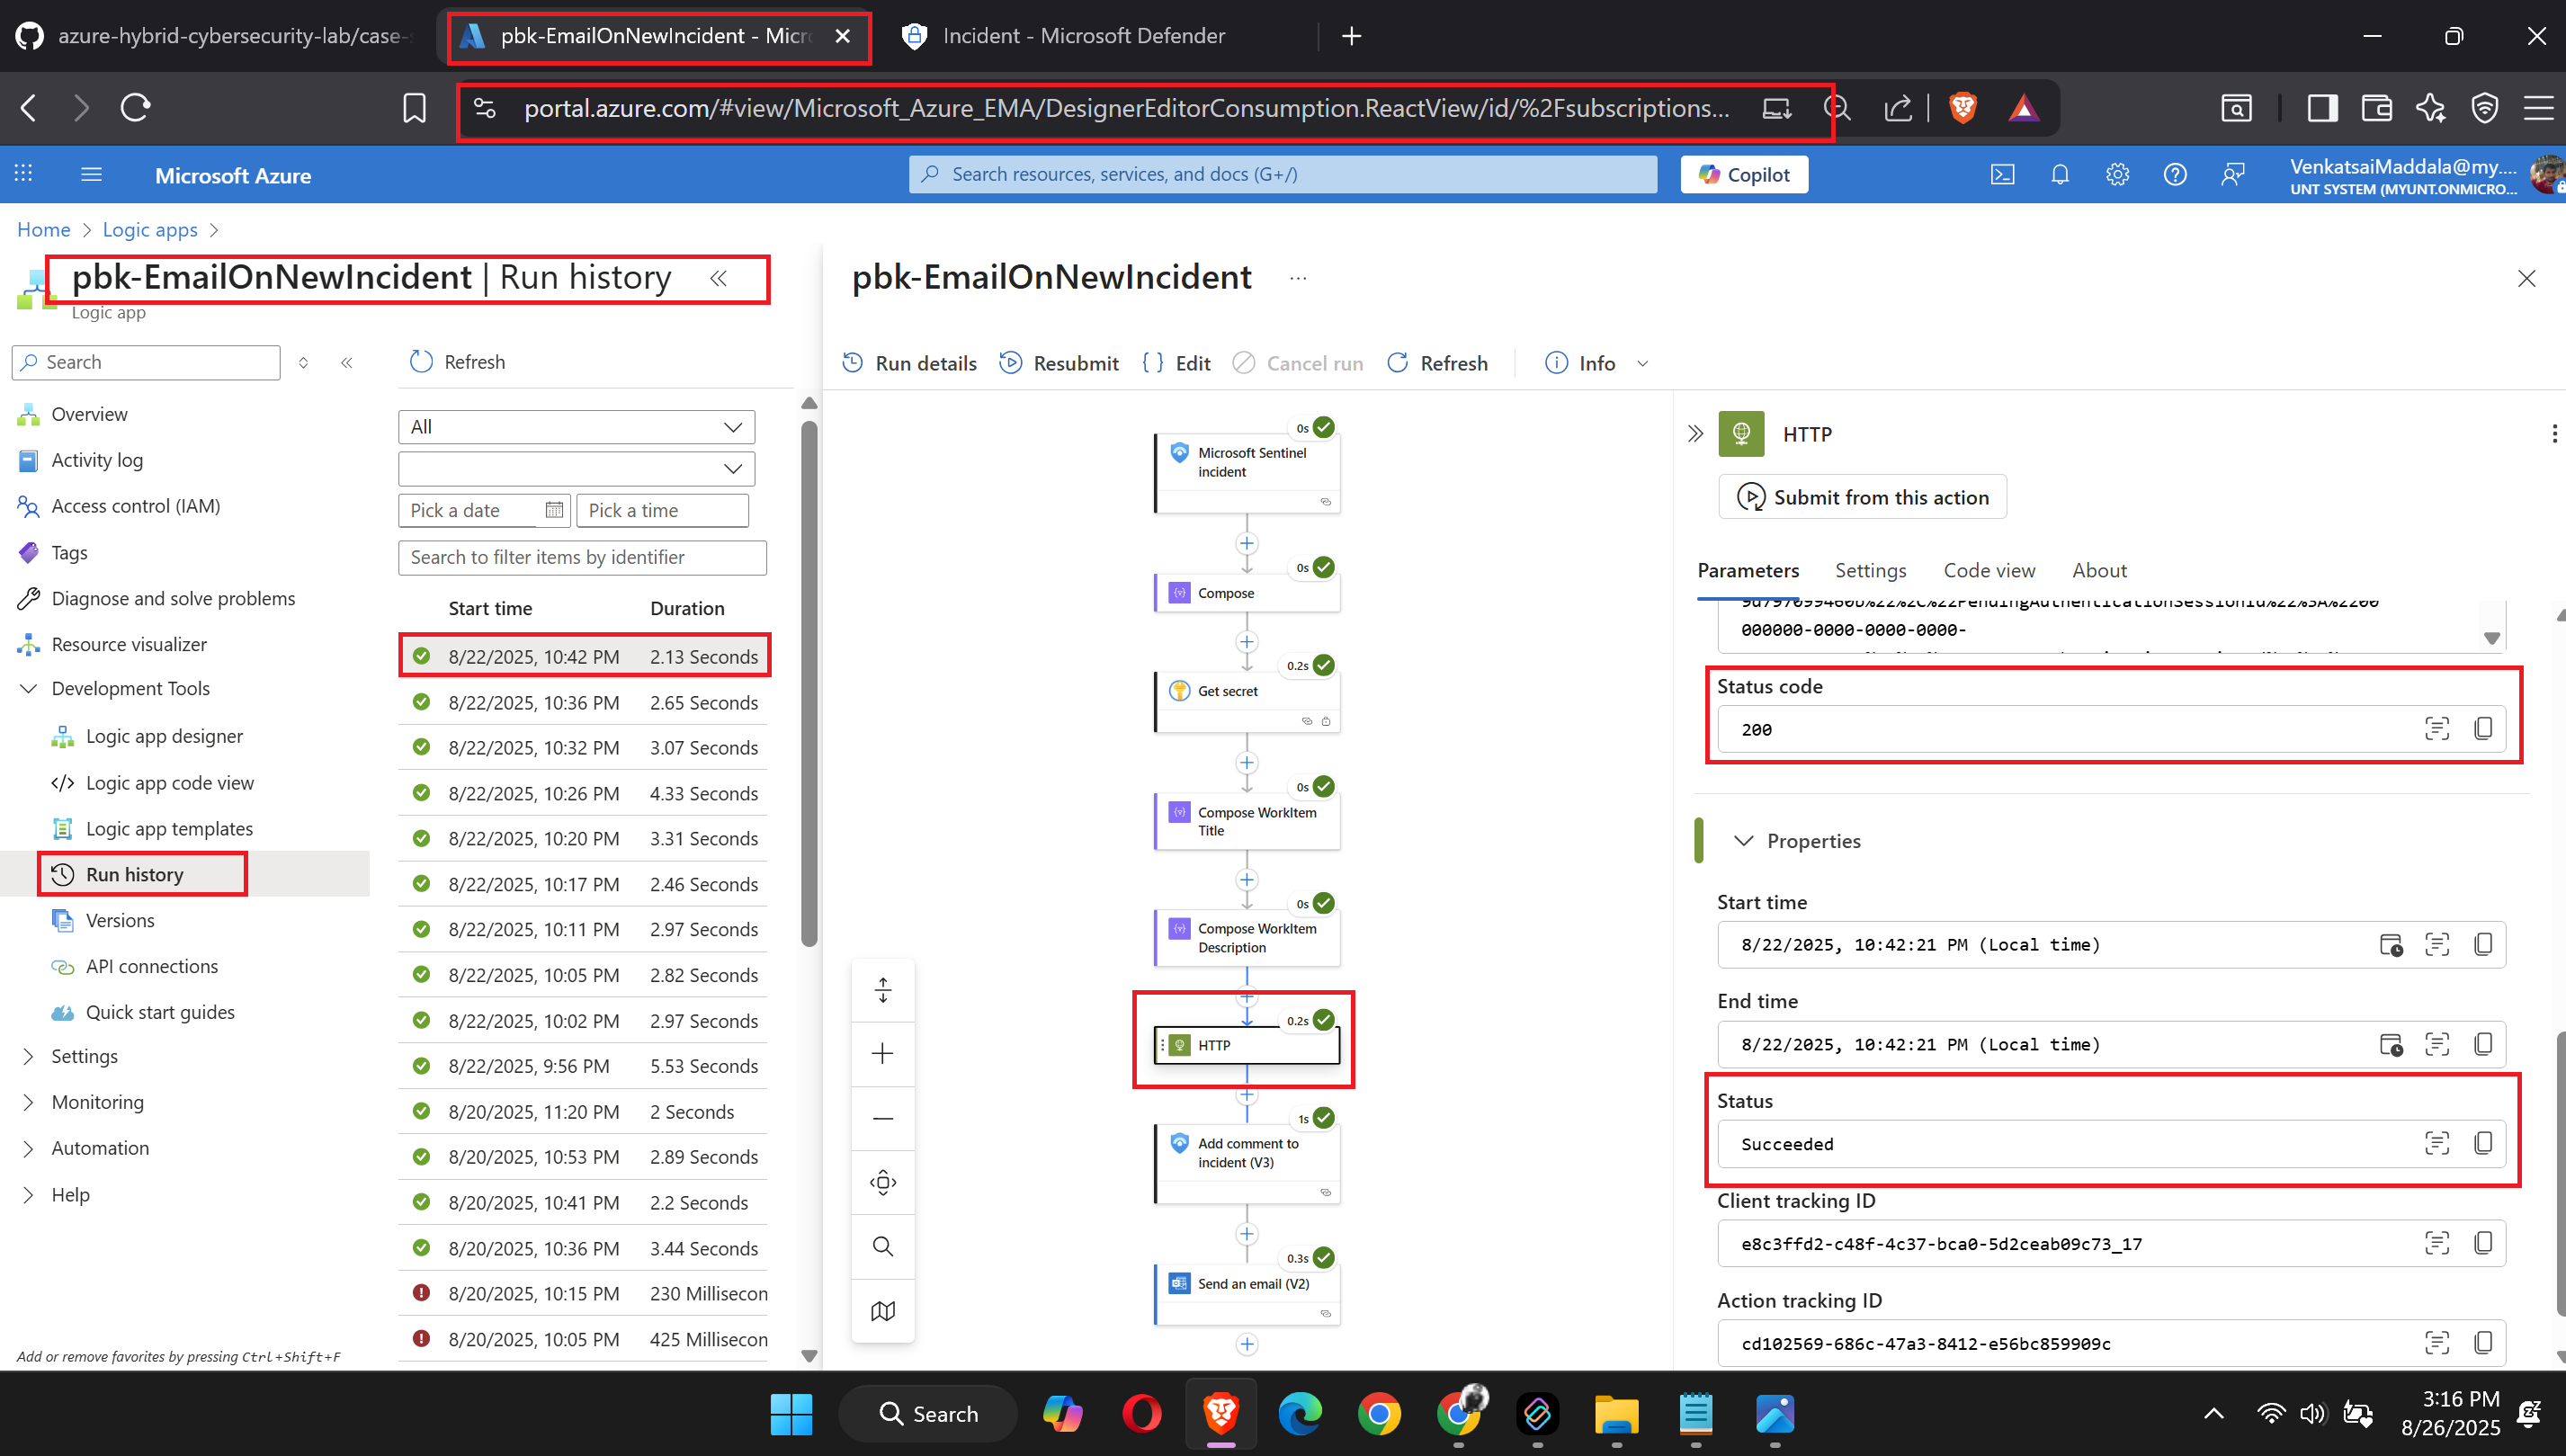 azure-hybrid-cybersecurity-lab/case-
pbk-EmailOnNewIncident - Micr
Incident - Microsoft Defender
portal.azure.com/#view/Microsoft_Azure_EMA/DesignerEditorConsumption.ReactView/id/%2Fsubscriptions...
Microsoft Azure
Search resources, services, and docs (G+/)
Copilot
VenkatsaiMaddala@my....
UNT SYSTEM (MYUNT.ONMICRO...
Home
Logic apps
pbk-EmailOnNewIncident | Run history
Logic app
Search
Overview
Activity log
Access control (IAM)
Tags
Diagnose and solve problems
Resource visualizer
Development Tools
Logic app designer
Logic app code view
Logic app templates
Run history
Versions
API connections
Quick start guides
Settings
Monitoring
Automation
Help
Add or remove favorites by pressing Ctrl+Shift+F
Refresh
All
Pick a date
Pick a time
Search to filter items by identifier
Start time Duration
8/22/2025, 10:42 PM 2.13 Seconds
8/22/2025, 10:36 PM 2.65 Seconds
8/22/2025, 10:32 PM 3.07 Seconds
8/22/2025, 10:26 PM 4.33 Seconds
8/22/2025, 10:20 PM 3.31 Seconds
8/22/2025, 10:17 PM 2.46 Seconds
8/22/2025, 10:11 PM 2.97 Seconds
8/22/2025, 10:05 PM 2.82 Seconds
8/22/2025, 10:02 PM 2.97 Seconds
8/22/2025, 9:56 PM 5.53 Seconds
8/20/2025, 11:20 PM 2 Seconds
8/20/2025, 10:53 PM 2.89 Seconds
8/20/2025, 10:41 PM 2.2 Seconds
8/20/2025, 10:36 PM 3.44 Seconds
8/20/2025, 10:15 PM 230 Millisecon
8/20/2025, 10:05 PM 425 Millisecon
pbk-EmailOnNewIncident
Run details
Resubmit
Edit
Cancel run
Refresh
Info
0s
Microsoft Sentinel
incident
0s
Compose
0.2s
Get secret
0s
Compose WorkItem
Title
0s
Compose WorkItem
Description
0.2s
HTTP
1s
Add comment to
incident (V3)
0.3s
Send an email (V2)
HTTP
Submit from this action
Parameters
Settings
Code view
About
9d797099460b%22%2C%22PendingAuthenticationSessionId%22%3A%2200
000000-0000-0000-0000-
Status code
200
Properties
Start time
8/22/2025, 10:42:21 PM (Local time)
End time
8/22/2025, 10:42:21 PM (Local time)
Status
Succeeded
Client tracking ID
e8c3ffd2-c48f-4c37-bca0-5d2ceab09c73_17
Action tracking ID
cd102569-686c-47a3-8412-e56bc859909c
Search
3:16 PM
8/26/2025